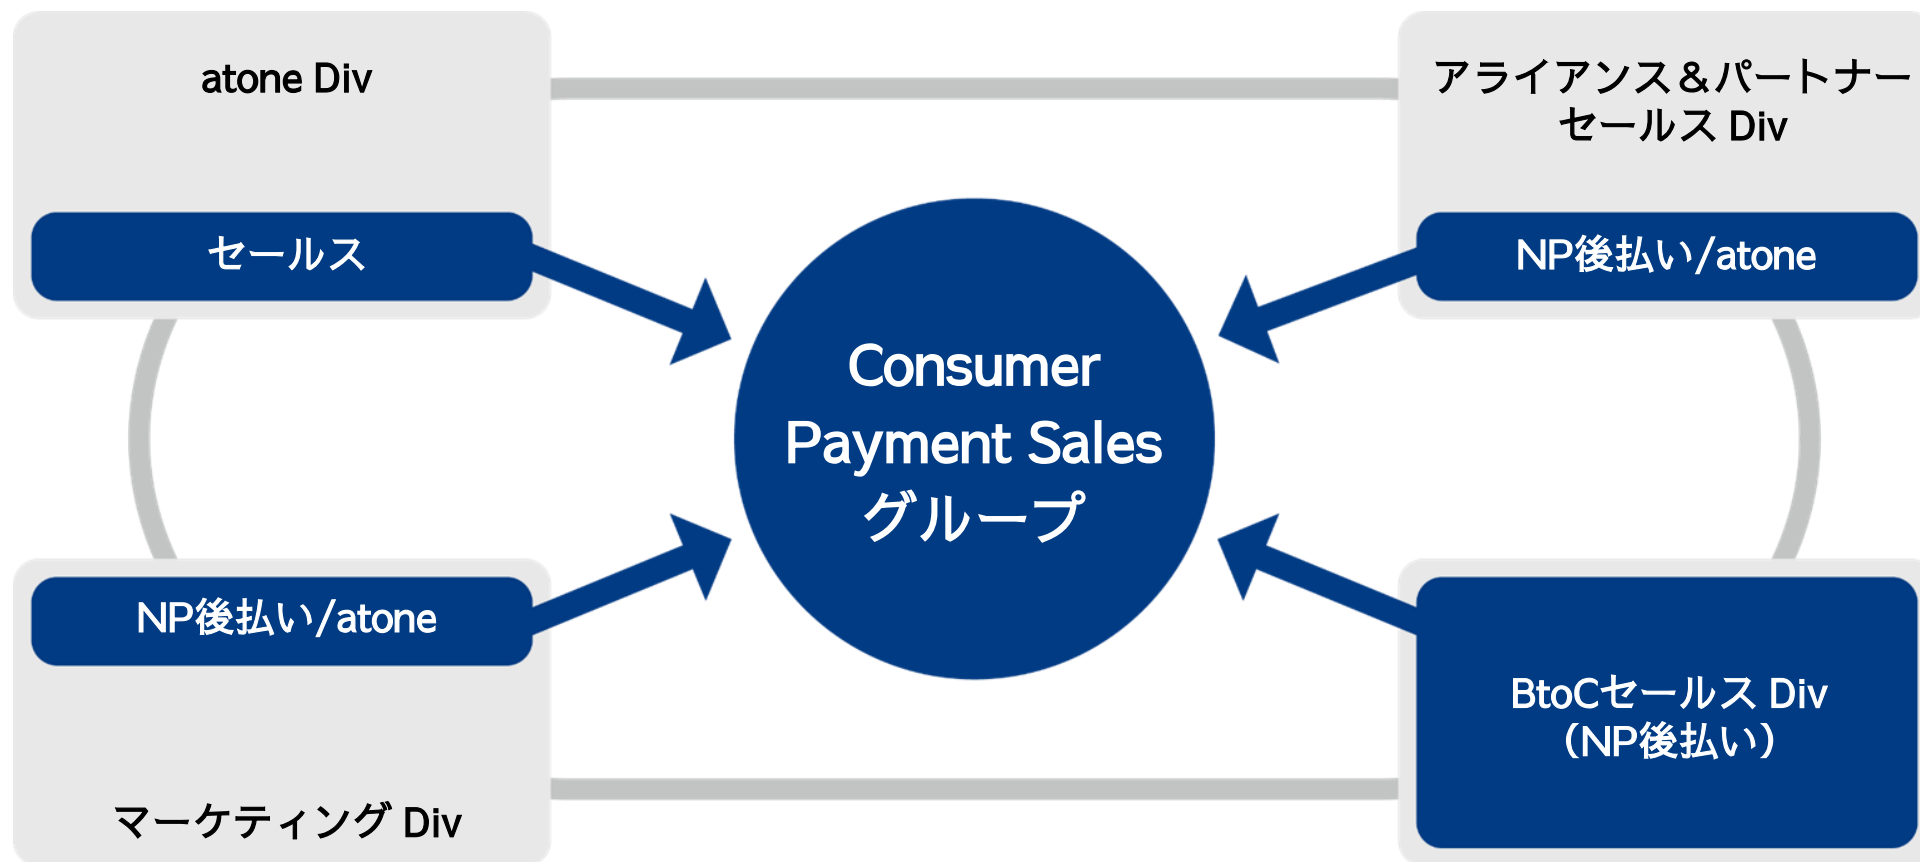 atone Div
セールス
アライアンス＆パートナー
セールス Div
NP後払い/atone
Consumer
Payment Sales
グループ
NP後払い/atone
マーケティング Div
BtoCセールス Div
（NP後払い）